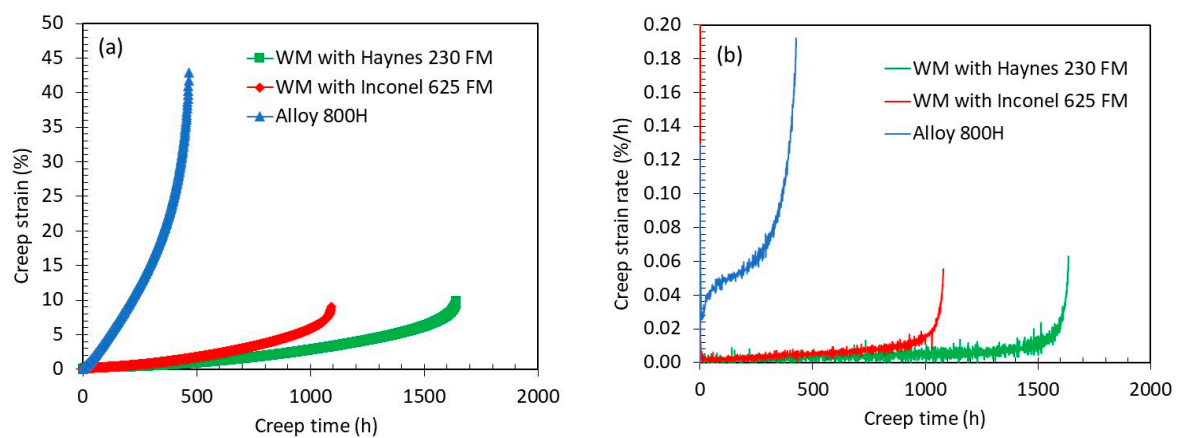 (a)
50
45
40
35
30
25
20
15
10
5
0
Creep strain (%)
WM with Haynes 230 FM
WM with Inconel 625 FM
Alloy 800H
0 500 1000 1500 2000
Creep time (h)
(b)
0.20
0.18
0.16
0.14
0.12
0.10
0.08
0.06
0.04
0.02
0.00
Creep strain rate (%/h)
WM with Haynes 230 FM
WM with Inconel 625 FM
Alloy 800H
0 500 1000 1500 2000
Creep time (h)